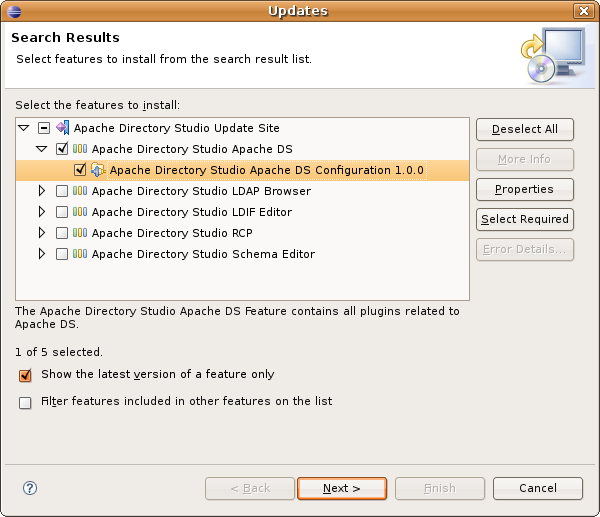 Updates
Search Results
Select features to install from the search result list.
Select the features to install:
Apache Directory Studio Update Site
Apache Directory Studio Apache DS
Apache Directory Studio Apache DS Configuration 1.0.0
Apache Directory Studio LDAP Browser
Apache Directory Studio LDIF Editor
Apache Directory Studio RCP
Apache Directory Studio Schema Editor
Deselect All
More Info
Properties
Select Required
Error Details...
The Apache Directory Studio Apache DS Feature contains all plugins related to
Apache DS.
1 of 5 selected.
Show the latest version of a feature only
Filter features included in other features on the list
?
< Back
Next >
Finish
Cancel